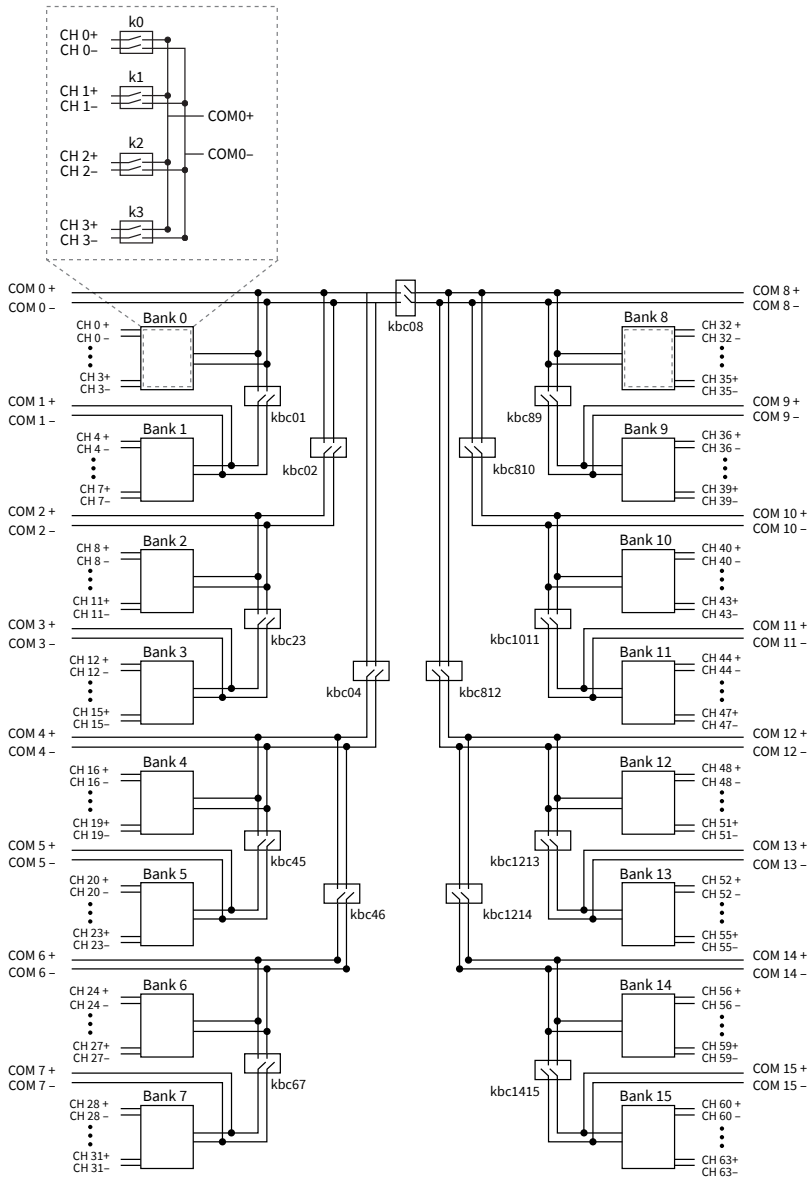 k0
CH 0+
CH 0–
k1
CH 1+
CH 1–
COM0+
k2
CH 2+
CH 2–
COM0–
k3
CH 3+
CH 3–
COM 0 +
COM 0 –
kbc08
COM 8 +
COM 8 –
Bank 0
CH 0 +
CH 0 –
CH 3+
CH 3–
Bank 8
CH 32 +
CH 32 –
CH 35+
CH 35–
COM 1 +
COM 1 –
kbc01
kbc89
COM 9 +
COM 9 –
Bank 1
CH 4 +
CH 4 –
CH 7+
CH 7–
kbc02
kbc810
Bank 9
CH 36 +
CH 36 –
CH 39+
CH 39–
COM 2 +
COM 2 –
COM 10 +
COM 10 –
Bank 2
CH 8 +
CH 8 –
CH 11+
CH 11–
Bank 10
CH 40 +
CH 40 –
CH 43+
CH 43–
COM 3 +
COM 3 –
kbc23
kbc1011
COM 11 +
COM 11 –
Bank 3
CH 12 +
CH 12 –
CH 15+
CH 15–
kbc04
kbc812
Bank 11
CH 44 +
CH 44 –
CH 47+
CH 47–
COM 4 +
COM 4 –
COM 12 +
COM 12 –
Bank 4
CH 16 +
CH 16 –
CH 19+
CH 19–
Bank 12
CH 48 +
CH 48 –
CH 51+
CH 51–
COM 5 +
COM 5 –
kbc45
kbc1213
COM 13 +
COM 13 –
Bank 5
CH 20 +
CH 20 –
CH 23+
CH 23–
kbc46
kbc1214
Bank 13
CH 52 +
CH 52 –
CH 55+
CH 55–
COM 6 +
COM 6 –
COM 14 +
COM 14 –
Bank 6
CH 24 +
CH 24 –
CH 27+
CH 27–
Bank 14
CH 56 +
CH 56 –
CH 59+
CH 59–
COM 7 +
COM 7 –
kbc67
kbc1415
COM 15 +
COM 15 –
Bank 7
CH 28 +
CH 28 –
CH 31+
CH 31–
Bank 15
CH 60 +
CH 60 –
CH 63+
CH 63–